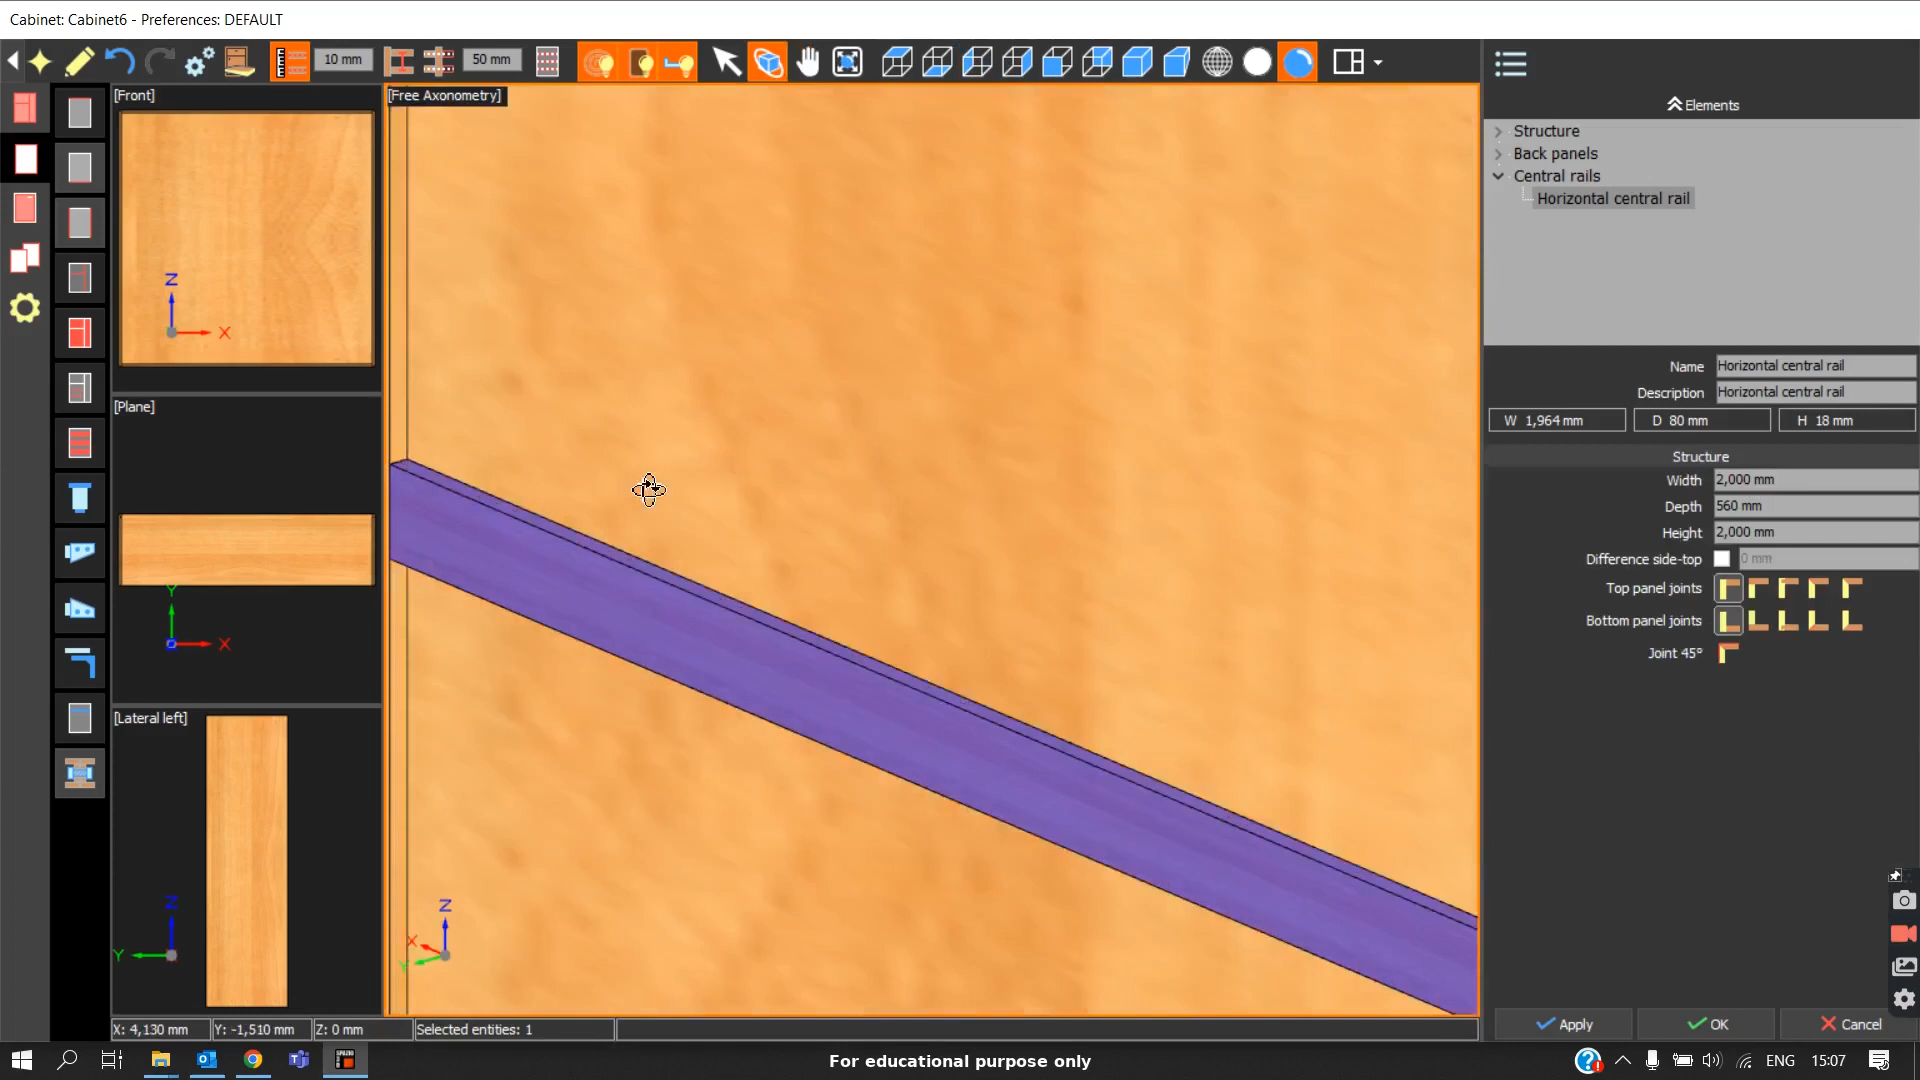 Cabinet: Cabinet6 - Preferences: DEFAULT
10 mm
50 mm
[Front]
Z
X
[Plane]
Y
X
[Lateral left]
Z
Y
[Free Axonometry]
Z
X
Y
Elements
Structure
Back panels
Central rails
Horizontal central rail
Name Horizontal central rail
Description Horizontal central rail
W 1,964 mm D 80 mm H 18 mm
Structure
Width 2,000 mm
Depth 560 mm
Height 2,000 mm
Difference side-top 0 mm
Top panel joints
Bottom panel joints
Joint 45°
Apply OK Cancel
X: 4,130 mm Y: -1,510 mm Z: 0 mm Selected entities: 1
For educational purpose only
ENG 15:07